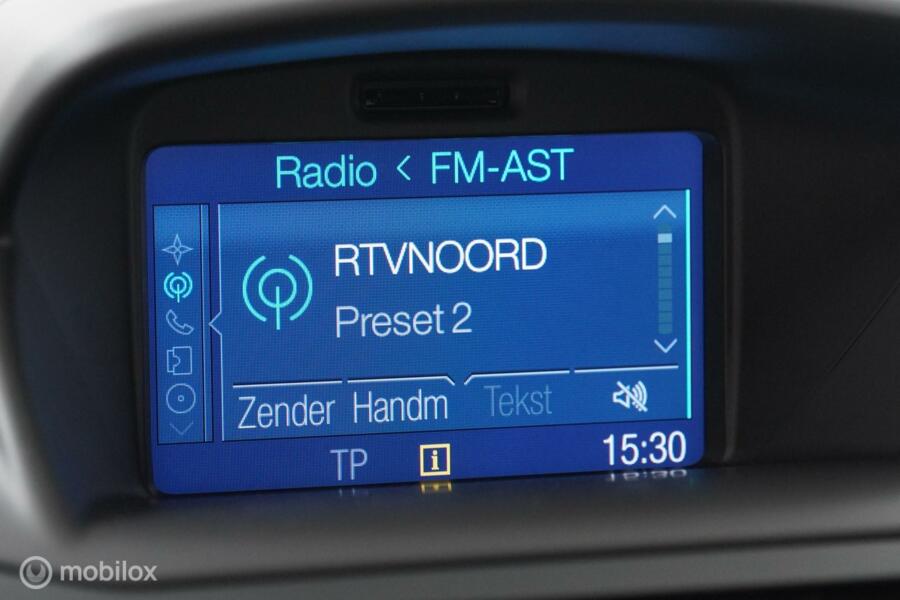 Radio < FM-AST
RTVNOORD
Preset 2
Zender Handm Tekst
TP i 15:30
mobilox